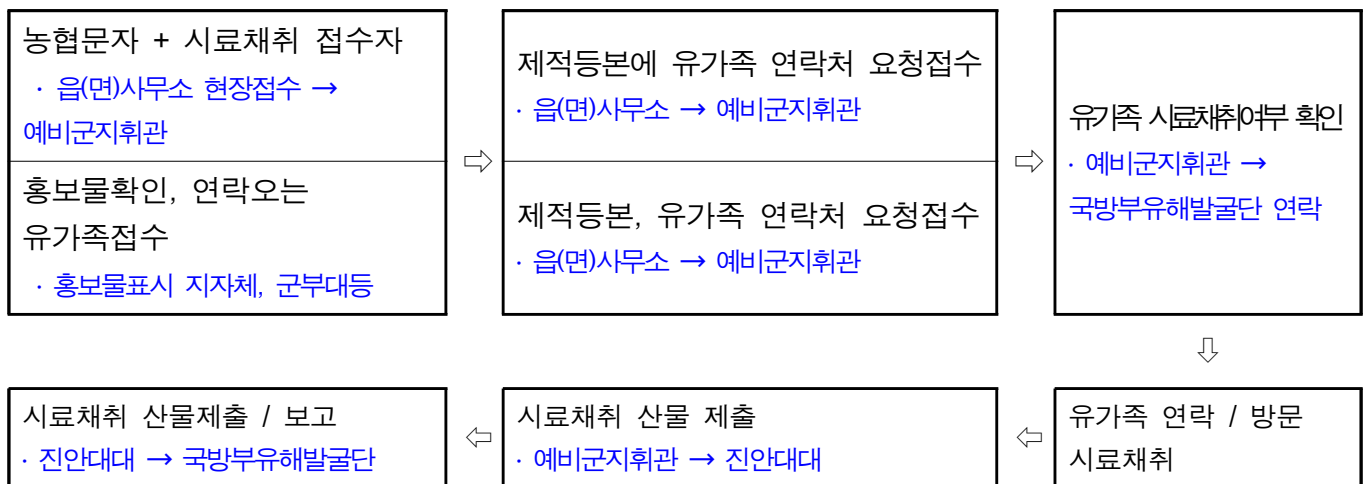 농협문자 + 시료채취 접수자
· 읍(면)사무소 현장접수 →
예비군지휘관
홍보물확인, 연락오는
유가족접수
· 홍보물표시 지자체, 군부대등
⇨
제적등본에 유가족 연락처 요청접수
· 읍(면)사무소 → 예비군지휘관
제적등본, 유가족 연락처 요청접수
· 읍(면)사무소 → 예비군지휘관
⇨
유가족 시료채취여부 확인
· 예비군지휘관 →
국방부유해발굴단 연락
⇩
유가족 연락 / 방문
시료채취
⇦
시료채취 산물 제출
· 예비군지휘관 → 진안대대
⇦
시료채취 산물제출 / 보고
· 진안대대 → 국방부유해발굴단